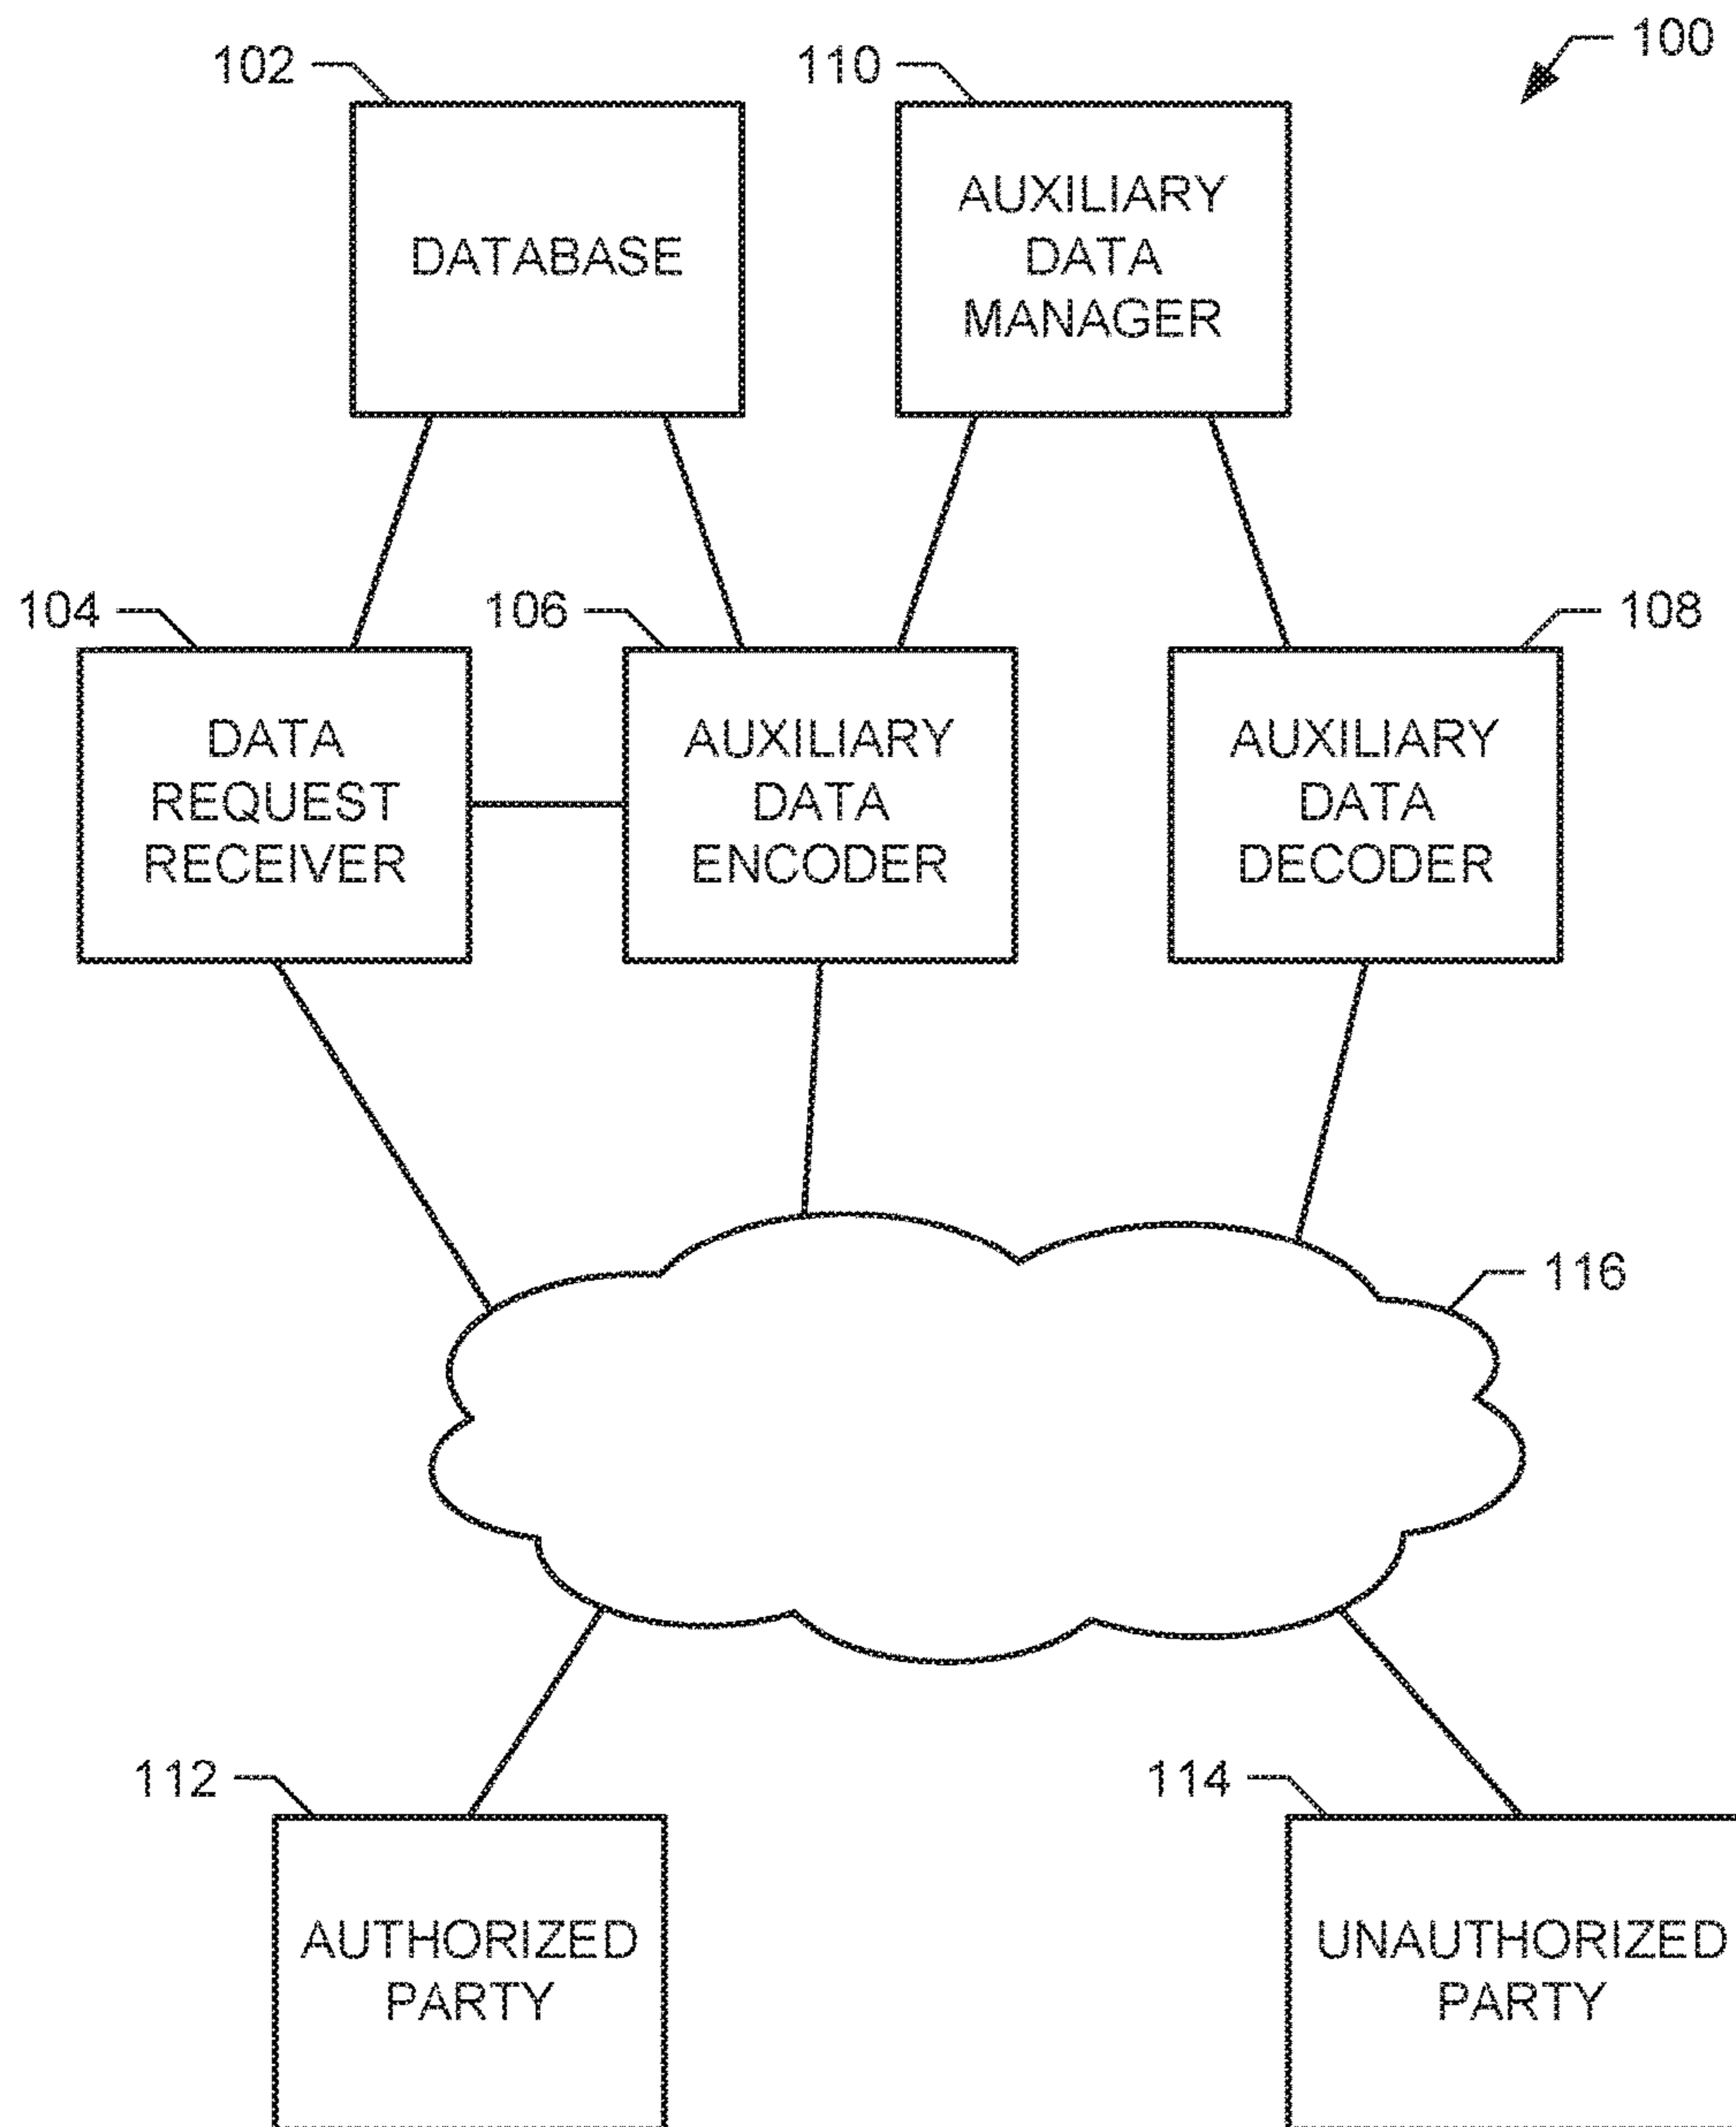 100
102
110
DATABASE
AUXILIARY
DATA
MANAGER
104
106
108
DATA
REQUEST
RECEIVER
AUXILIARY
DATA
ENCODER
AUXILIARY
DATA
DECODER
116
112
114
AUTHORIZED
PARTY
UNAUTHORIZED
PARTY